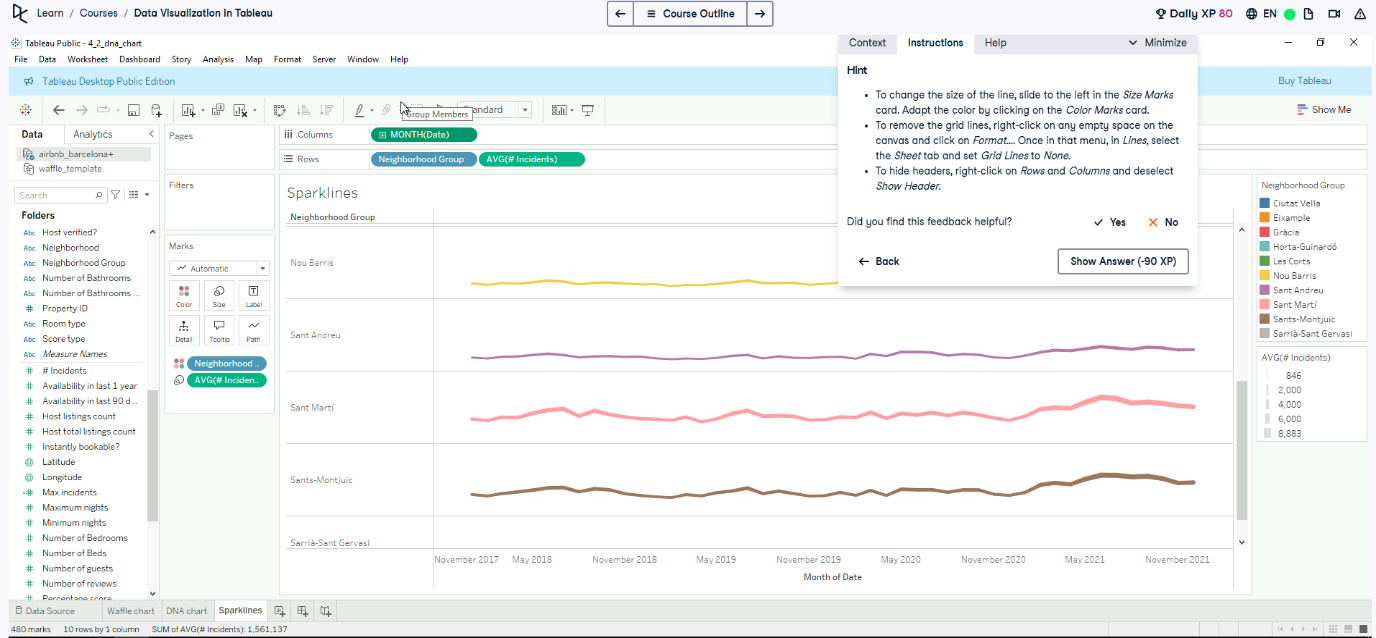 Learn / Courses / Data Visualization in Tableau
Course Outline
Daily XP 80
EN
Tableau Public - 4_2_dna_chart
File Data Worksheet Dashboard Story Analysis Map Format Server Window Help
Tableau Desktop Public Edition
Buy Tableau
Group Members
Show Me
Data Analytics
airbnb_barcelona+
waffle_template
Search
Folders
Abc Host verified?
Abc Neighborhood
Abc Neighborhood Group
Abc Number of Bathrooms
Abc Number of Bathrooms ...
# Property ID
Abc Room type
Abc Score type
Abc Measure Names
# # Incidents
# Availability in last 1 year
# Availability in last 90 d...
# Host listings count
# Host total listings count
# Instantly bookable?
Latitude
Longitude
# Max incidents
# Maximum nights
# Minimum nights
# Number of Bedrooms
# Number of Beds
# Number of guests
# Number of reviews
# Percentage score
Pages
Filters
Marks
Automatic
Color Size Label
Detail Tooltip Path
Neighborhood ..
AVG(# Inciden..
Columns MONTH(Date)
Rows Neighborhood Group AVG(# Incidents)
Sparklines
Neighborhood Group
Nou Barris
Sant Andreu
Sant Martí
Sants-Montjuïc
Sarrià-Sant Gervasi
November 2017 May 2018 November 2018 May 2019 November 2019 May 2020 November 2020 May 2021 November 2021
Month of Date
Context Instructions Help Minimize
Hint
To change the size of the line, slide to the left in the Size Marks
card. Adapt the color by clicking on the Color Marks card.
To remove the grid lines, right-click on any empty space on the
canvas and click on Format.... Once in that menu, in Lines, select
the Sheet tab and set Grid Lines to None.
To hide headers, right-click on Rows and Columns and deselect
Show Header.
Did you find this feedback helpful? Yes No
Back
Show Answer (-90 XP)
Neighborhood Group
Ciutat Vella
Eixample
Gràcia
Horta-Guinardó
Les Corts
Nou Barris
Sant Andreu
Sant Martí
Sants-Montjuïc
Sarrià-Sant Gervasi
AVG(# Incidents)
846
2,000
4,000
6,000
8,883
Data Source Waffle chart DNA chart Sparklines
480 marks 10 rows by 1 column SUM of AVG(# Incidents): 1,561,137